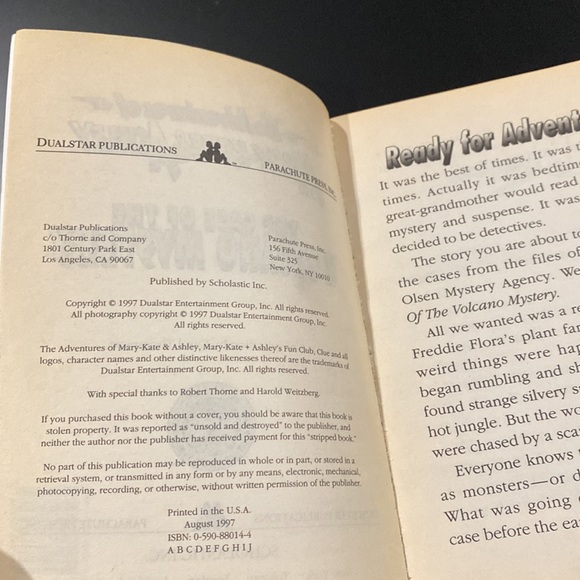 DUALSTAR PUBLICATIONS
PARACHUTE PRESS, INC.
Dualstar Publications
c/o Thorne and Company
1801 Century Park East
Los Angeles, CA 90067
Parachute Press, Inc.
156 Fifth Avenue
Suite 325
New York, NY 10010
Published by Scholastic Inc.
Copyright © 1997 Dualstar Entertainment Group, Inc. All rights reserved.
All photography copyright © 1997 Dualstar Entertainment Group, Inc.
All rights reserved.
The Adventures of Mary-Kate & Ashley, Mary-Kate + Ashley's Fun Club, Clue and all
logos, character names and other distinctive likenesses thereof are the trademarks of
Dualstar Entertainment Group, Inc. All rights reserved.
With special thanks to Robert Thorne and Harold Weitzberg.
If you purchased this book without a cover, you should be aware that this book is
stolen property. It was reported as "unsold and destroyed" to the publisher, and
neither the author nor the publisher has received payment for this "stripped book."
No part of this publication may be reproduced in whole or in part, or stored in a
retrieval system, or transmitted in any form or by any means, electronic, mechanical,
photocopying, recording, or otherwise, without written permission of the publisher.
Printed in the U.S.A.
August 1997
ISBN: 0-590-88014-4
A B C D E F G H I J
Ready for Advent
It was the best of times. It was t
times. Actually it was bedtim
great-grandmother would read
mystery and suspense. It was
decided to be detectives.
The story you are about to
the cases from the files of
Olsen Mystery Agency. We
Of The Volcano Mystery.
All we wanted was a re
Freddie Flora's plant far
weird things were hap
began rumbling and sh
found strange silvery s
hot jungle. But the wo
were chased by a sca
Everyone knows t
as monsters—or d
What was going
case before the ea